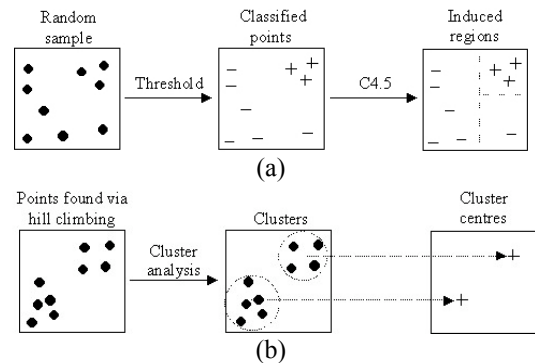 Random
sample
Threshold
Classified
points
C4.5
Induced
regions
(a)
Points found via
hill climbing
Cluster
analysis
Clusters
Cluster
centres
(b)